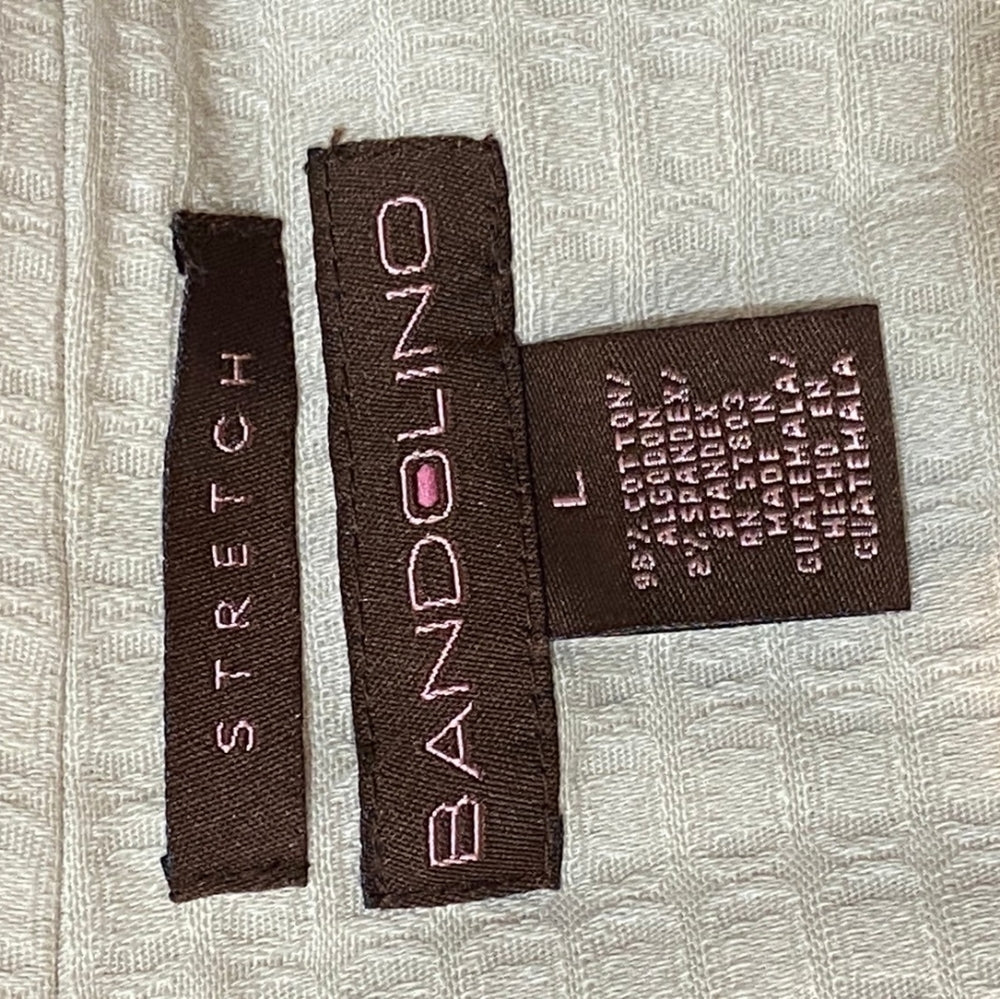 STRETCH
BANDOLINO
L
98% COTTON/
ALGODON
2% SPANDEX/
SPANDEX
RN 57803
MADE IN
GUATEMALA/
HECHO EN
GUATEMALA